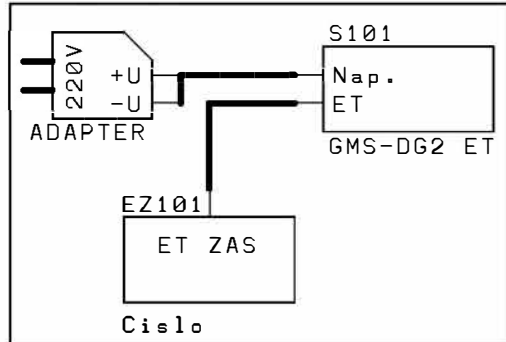 220V
+U
-U
ADAPTER
S101
Nap.
ET
GMS-DG2 ET
EZ101
ET ZAS
Cislo